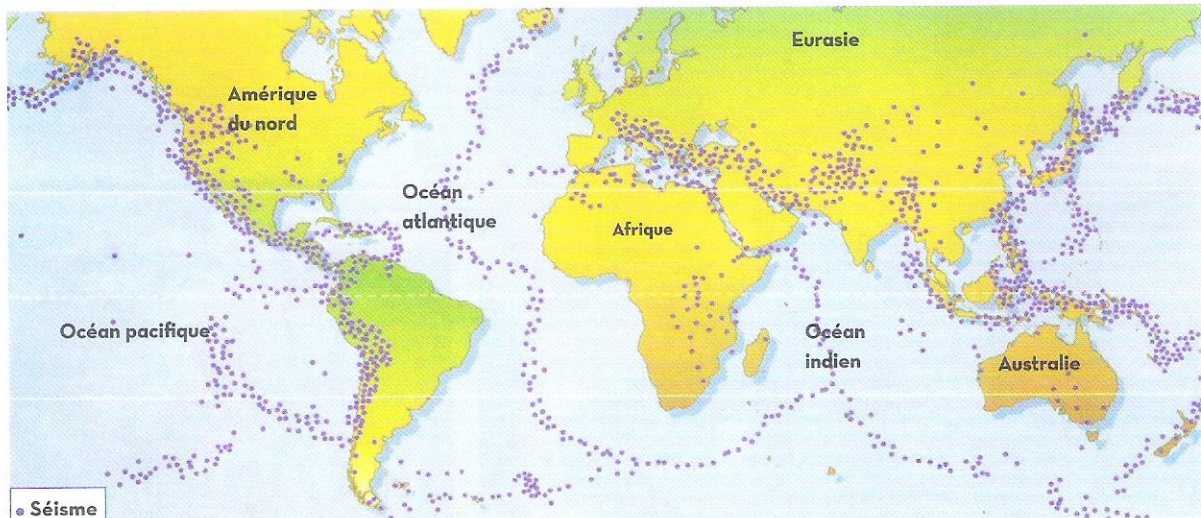 Eurasie
Amérique
du nord
Océan
atlantique
Afrique
Océan pacifique
Océan
indien
Australie
Séisme